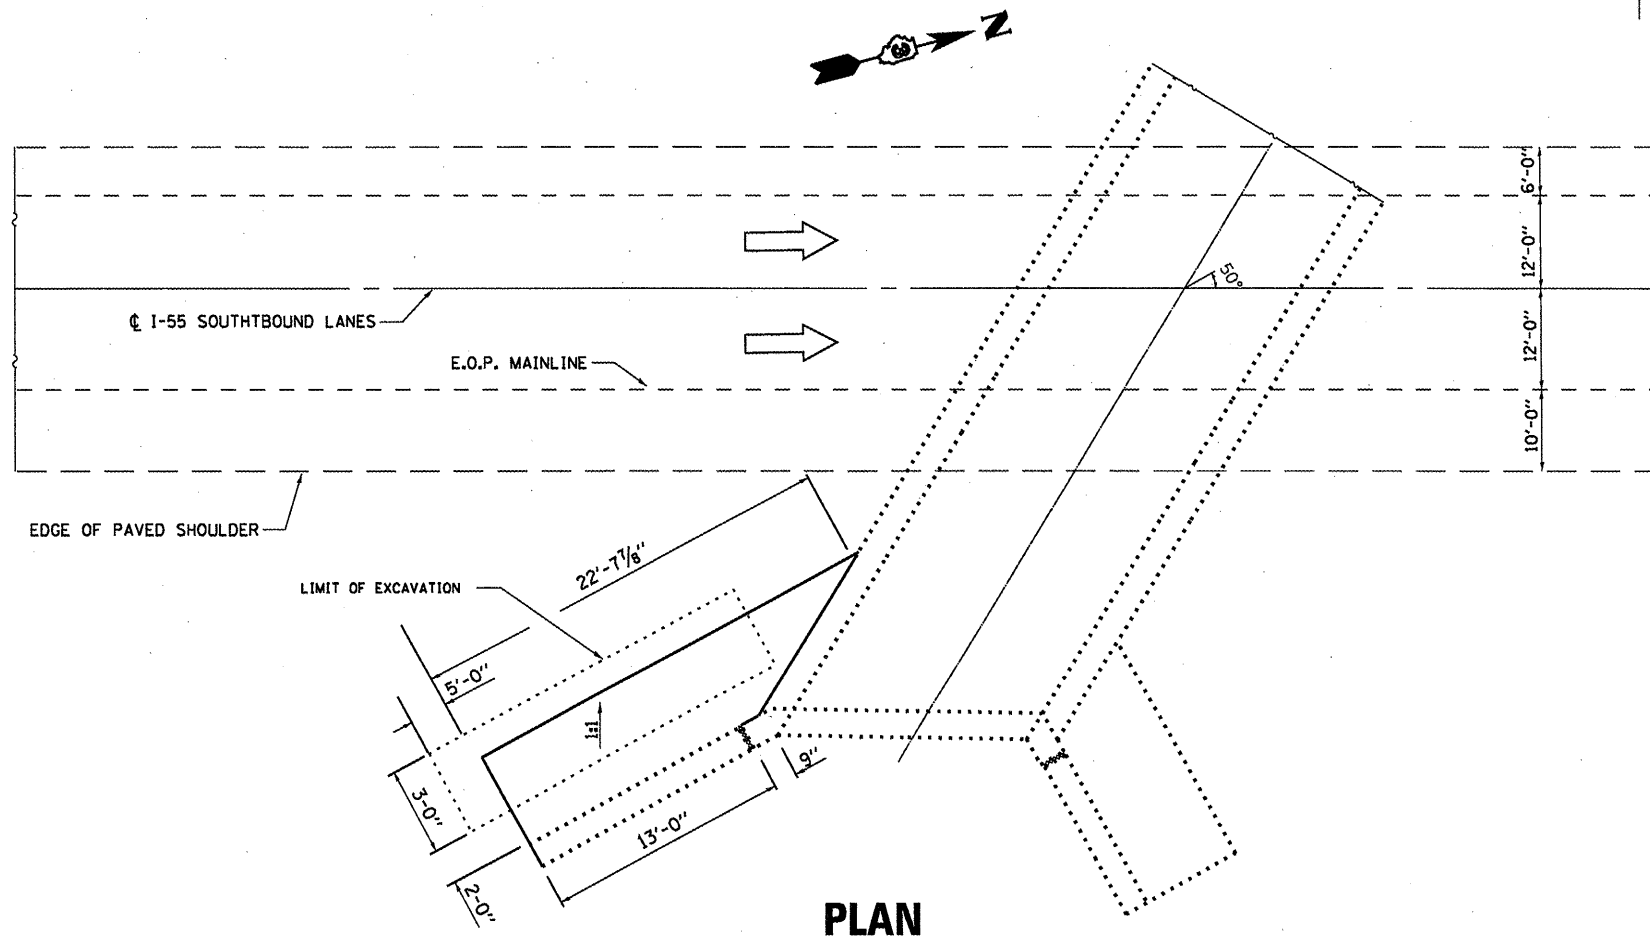 N
6'-0"
12'-0"
50°
℄ I-55 SOUTHTBOUND LANES
12'-0"
E.O.P. MAINLINE
10'-0"
EDGE OF PAVED SHOULDER
22'-7⅞"
LIMIT OF EXCAVATION
5'-0"
1:1
9"
3'-0"
13'-0"
2'-0"
PLAN